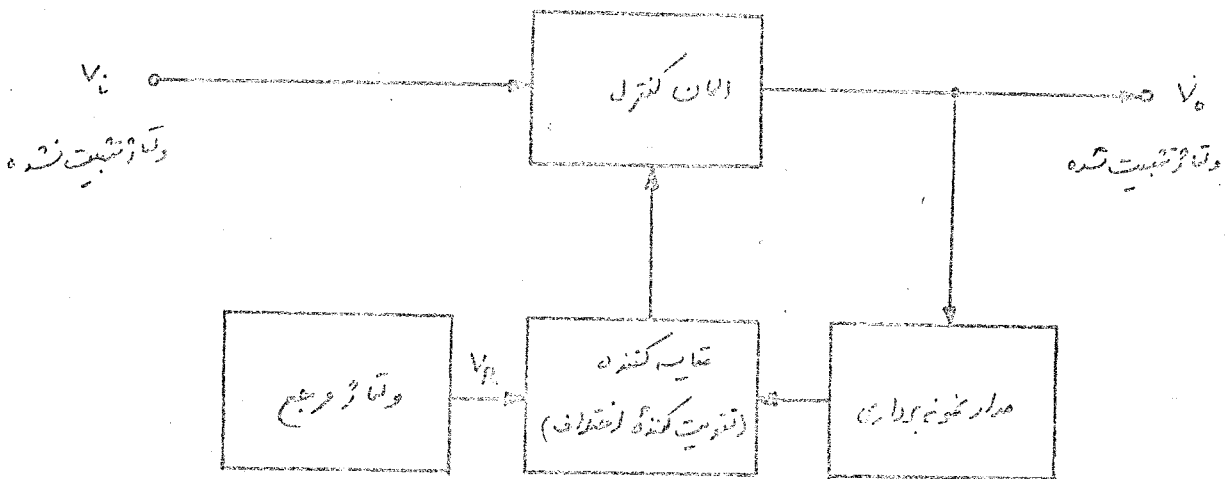 Vi
ولتاژ تثبیت نشده
المان کنترل
Vo
ولتاژ تثبیت شده
ولتاژ مرجع
VR
مقایسه کننده
(تقویت کنندهٔ اختلاف)
مدار نمونه برداری